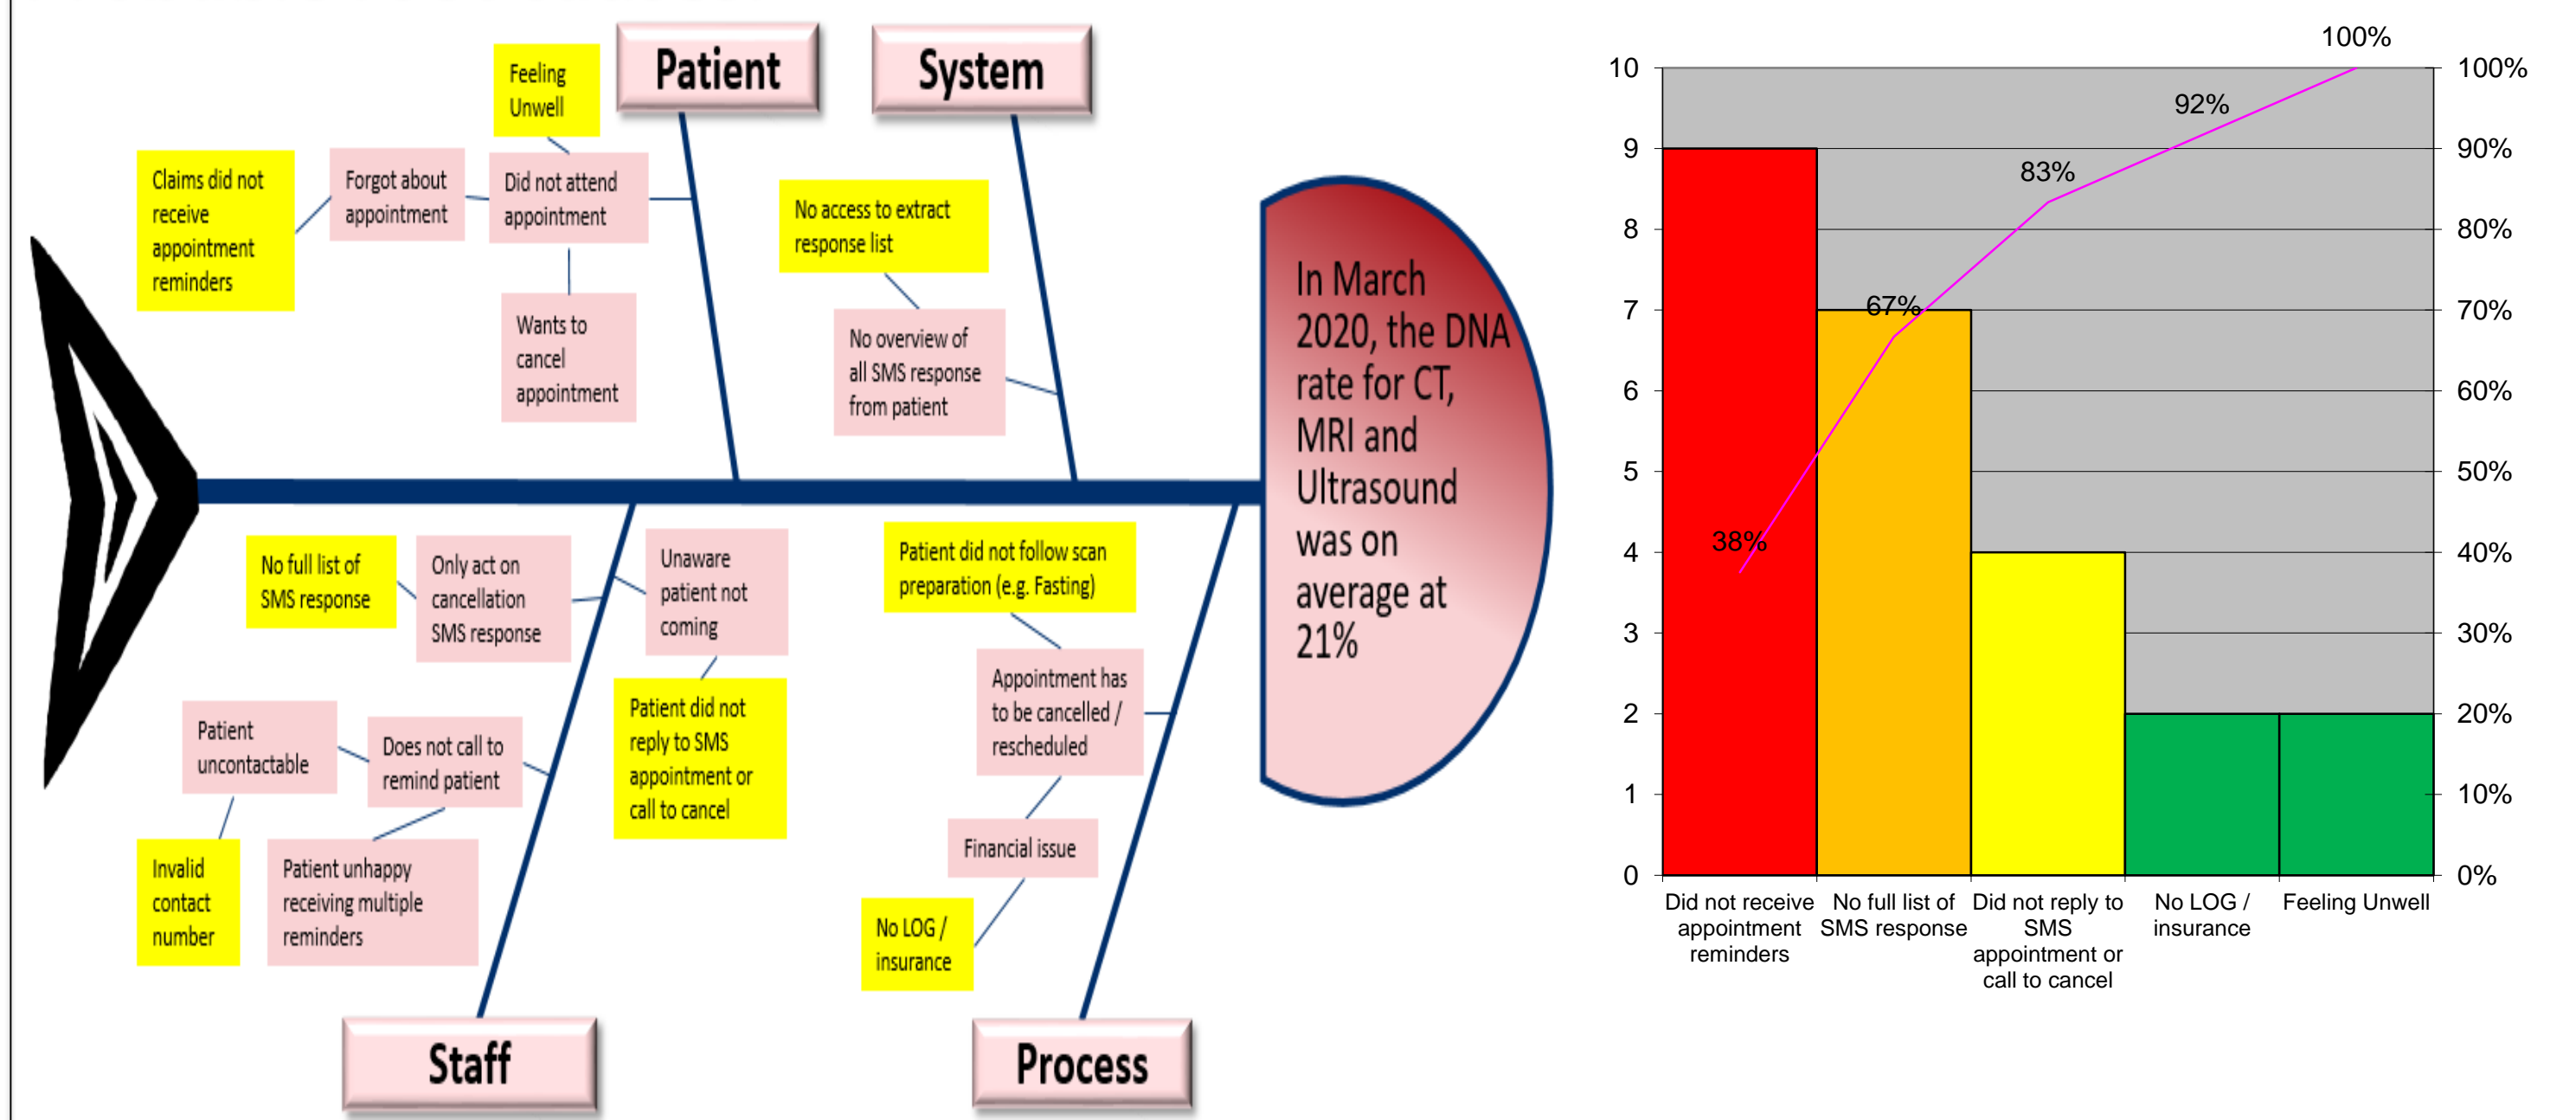 Patient
System
Feeling
Unwell
Claims did not
receive
appointment
reminders
Forgot about
appointment
Did not attend
appointment
Wants to
cancel
appointment
No access to extract
response list
No overview of
all SMS response
from patient
In March
2020, the DNA
rate for CT,
MRI and
Ultrasound
was on
average at
21%
No full list of
SMS response
Only act on
cancellation
SMS response
Unaware
patient not
coming
Patient did not
reply to SMS
appointment or
call to cancel
Patient
uncontactable
Does not call to
remind patient
Invalid
contact
number
Patient unhappy
receiving multiple
reminders
Patient did not follow scan
preparation (e.g. Fasting)
Appointment has
to be cancelled /
rescheduled
Financial issue
No LOG /
insurance
Staff
Process
10
9
8
7
6
5
4
3
2
1
0
38%
67%
83%
92%
100%
100%
90%
80%
70%
60%
50%
40%
30%
20%
10%
0%
Did not receive
appointment
reminders
No full list of
SMS response
Did not reply to
SMS
appointment or
call to cancel
No LOG /
insurance
Feeling Unwell